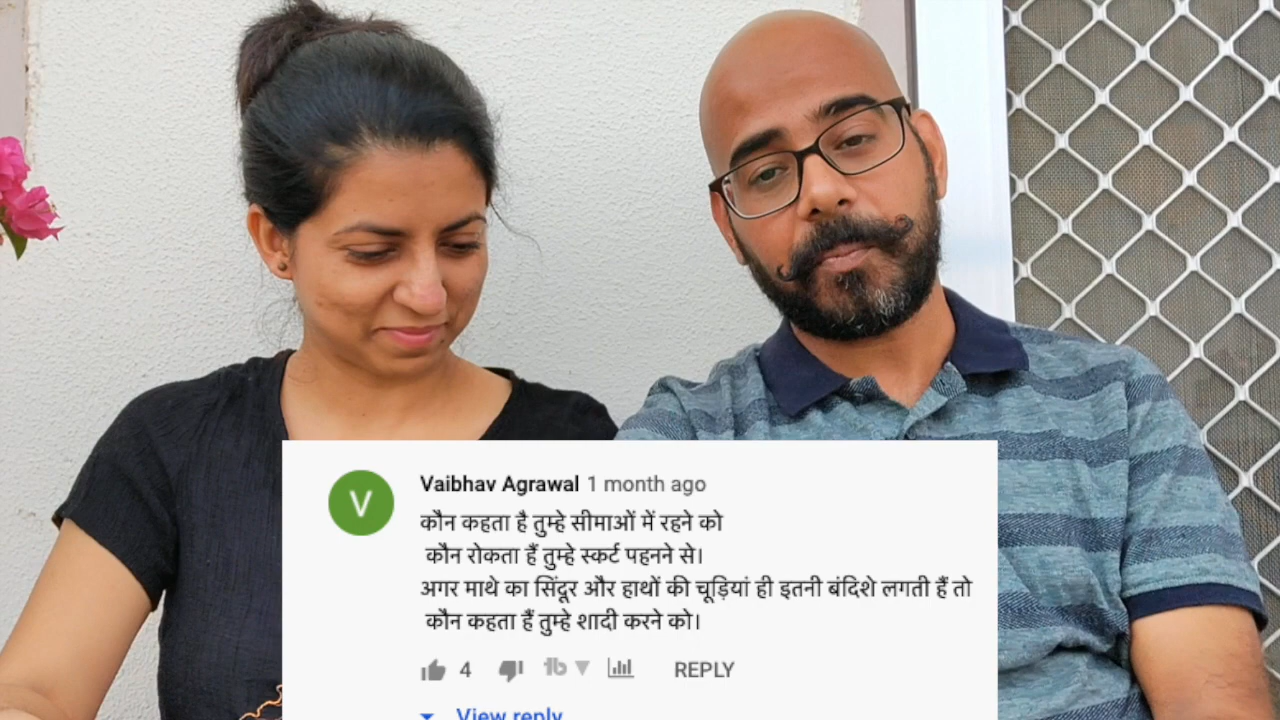 V
Vaibhav Agrawal 1 month ago
कौन कहता है तुम्हे सीमाओं में रहने को
कौन रोकता हैं तुम्हे स्कर्ट पहनने से।
अगर माथे का सिंदूर और हाथों की चूड़ियां ही इतनी बंदिशे लगती हैं तो
कौन कहता हैं तुम्हे शादी करने को।
4 REPLY
View reply